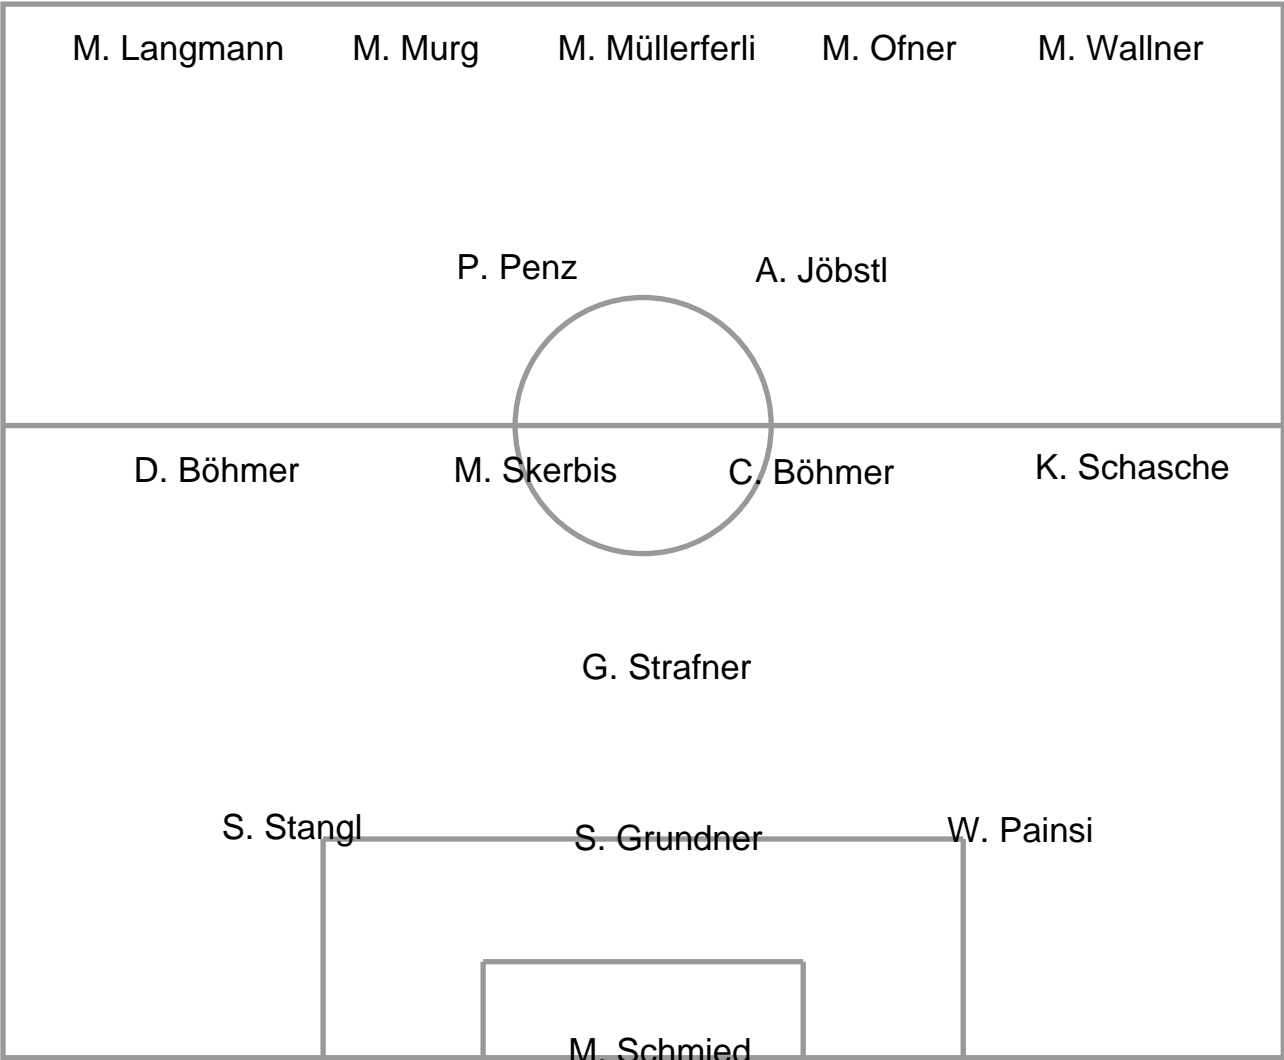 M. Langmann M. Murg M. Müllerferli M. Ofner M. Wallner
P. Penz A. Jöbstl
D. Böhmer M. Skerbis C. Böhmer K. Schasche
G. Strafner
S. Stangl S. Grundner W. Painsi
M. Schmied